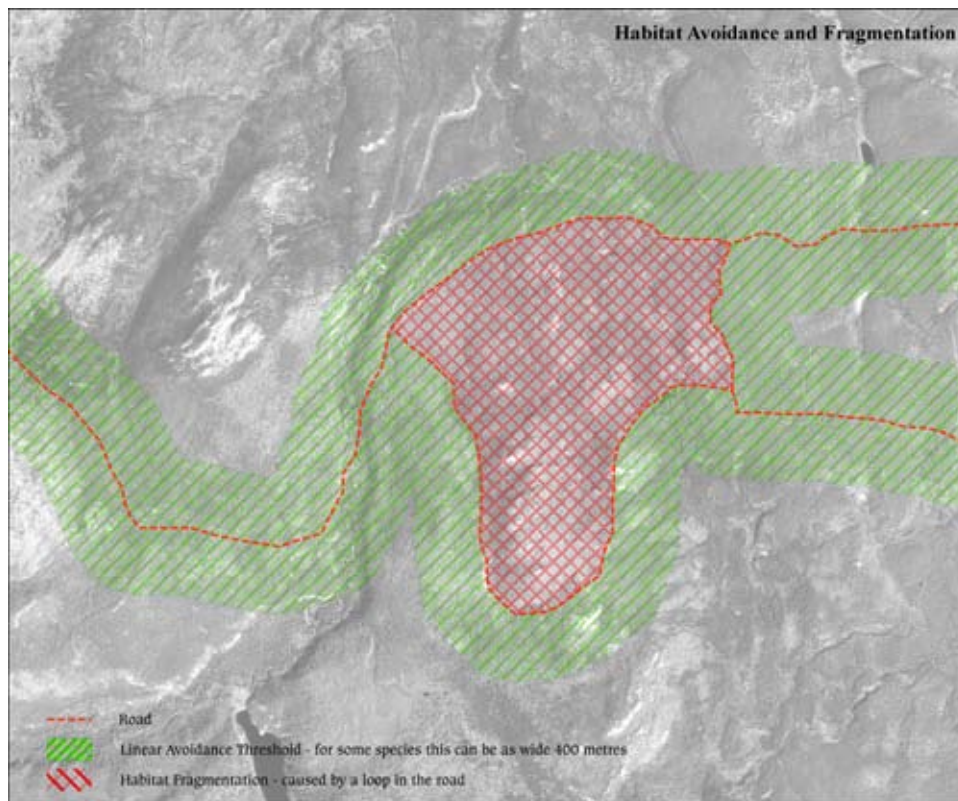 Habitat Avoidance and Fragmentation
Road
Linear Avoidance Threshold - for some species this can be as wide 400 metres
Habitat Fragmentation - caused by a loop in the road